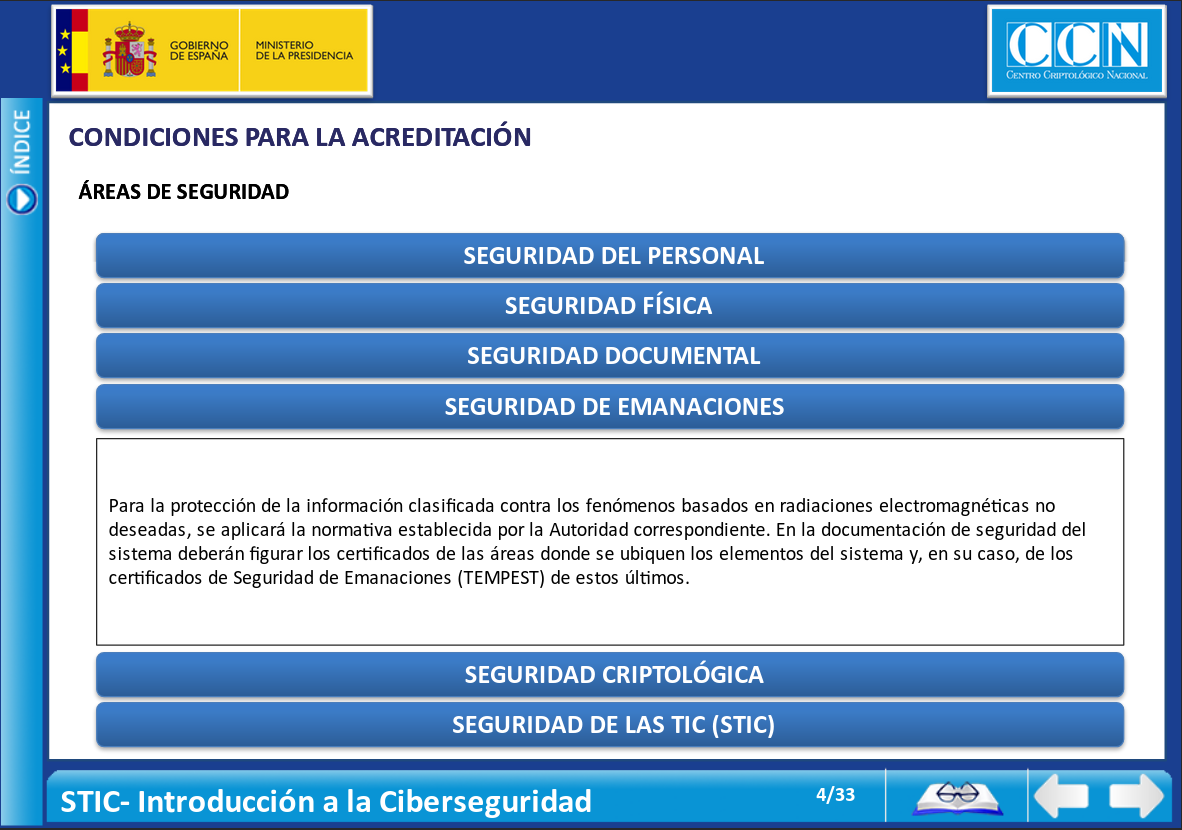 GOBIERNO
DE ESPAÑA
MINISTERIO
DE LA PRESIDENCIA
CCN
CENTRO CRIPTOLÓGICO NACIONAL
ÍNDICE
CONDICIONES PARA LA ACREDITACIÓN
ÁREAS DE SEGURIDAD
SEGURIDAD DEL PERSONAL
SEGURIDAD FÍSICA
SEGURIDAD DOCUMENTAL
SEGURIDAD DE EMANACIONES
Para la protección de la información clasificada contra los fenómenos basados en radiaciones electromagnéticas no
deseadas, se aplicará la normativa establecida por la Autoridad correspondiente. En la documentación de seguridad del
sistema deberán figurar los certificados de las áreas donde se ubiquen los elementos del sistema y, en su caso, de los
certificados de Seguridad de Emanaciones (TEMPEST) de estos últimos.
SEGURIDAD CRIPTOLÓGICA
SEGURIDAD DE LAS TIC (STIC)
STIC- Introducción a la Ciberseguridad
4/33